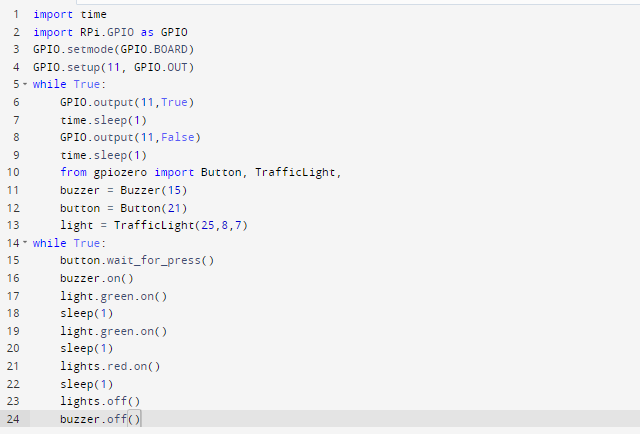 1 import time
2 import RPi.GPIO as GPIO
3 GPIO.setmode(GPIO.BOARD)
4 GPIO.setup(11, GPIO.OUT)
5 while True:
6     GPIO.output(11,True)
7     time.sleep(1)
8     GPIO.output(11,False)
9     time.sleep(1)
10     from gpiozero import Button, TrafficLight,
11     buzzer = Buzzer(15)
12     button = Button(21)
13     light = TrafficLight(25,8,7)
14 while True:
15     button.wait_for_press()
16     buzzer.on()
17     light.green.on()
18     sleep(1)
19     light.green.on()
20     sleep(1)
21     lights.red.on()
22     sleep(1)
23     lights.off()
24     buzzer.off()